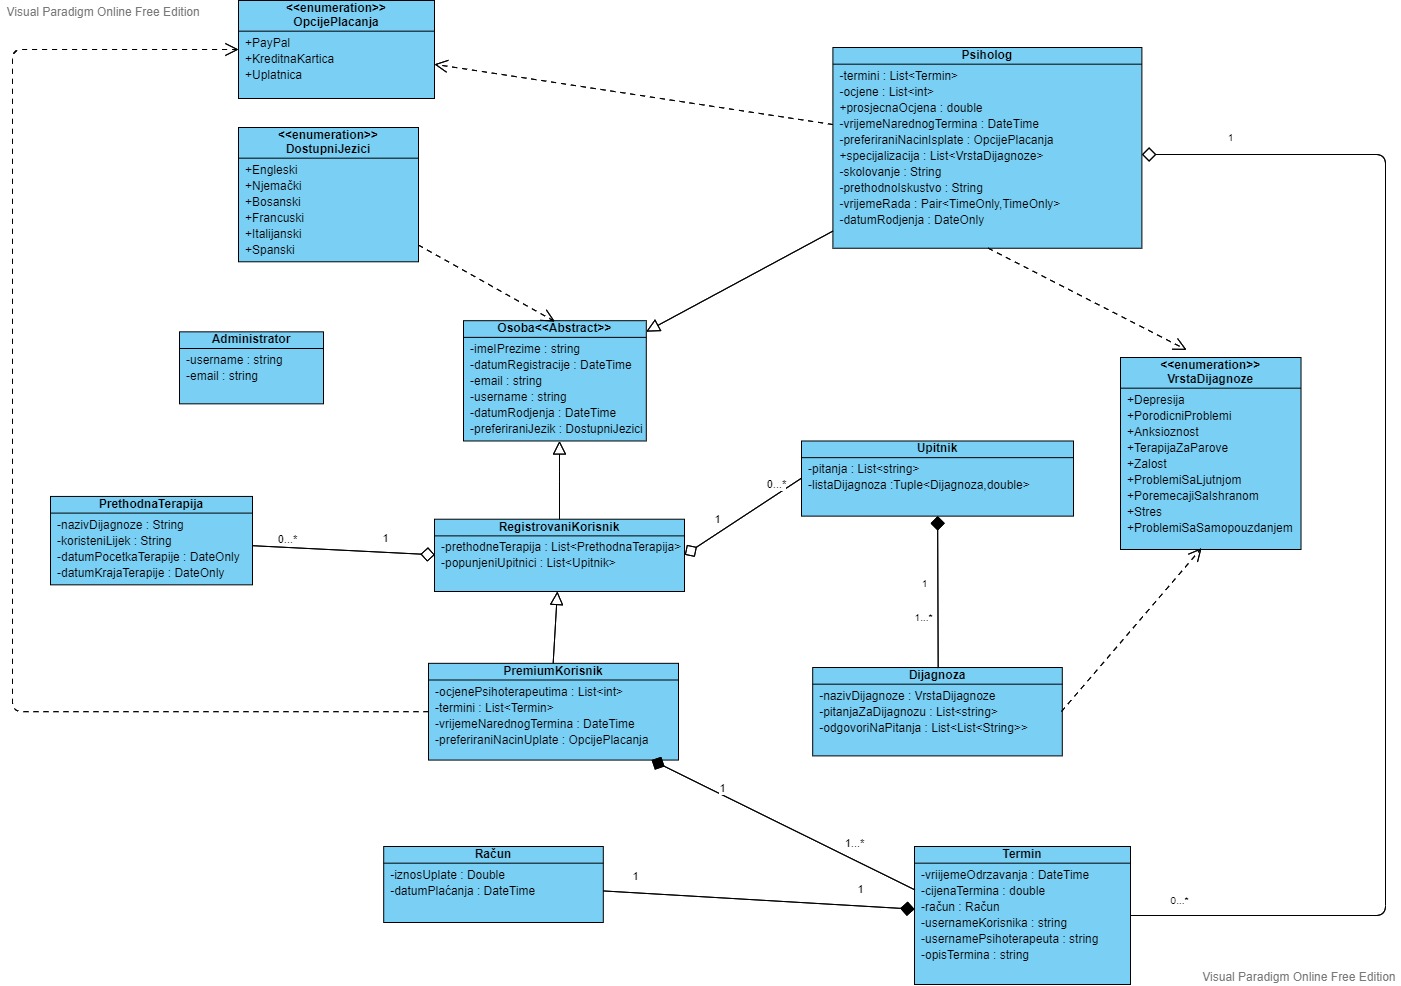 Visual Paradigm Online Free Edition
<<enumeration>>
OpcijePlacanja
+PayPal
+KreditnaKartica
+Uplatnica
<<enumeration>>
DostupniJezici
+Engleski
+Njemački
+Bosanski
+Francuski
+Italijanski
+Spanski
Psiholog
-termini : List<Termin>
-ocjene : List<int>
+prosjecnaOcjena : double
-vrijemeNarednogTermina : DateTime
-preferiraniNacinIsplate : OpcijePlacanja
+specijalizacija : List<VrstaDijagnoze>
-skolovanje : String
-prethodnoIskustvo : String
-vrijemeRada : Pair<TimeOnly,TimeOnly>
-datumRodjenja : DateOnly
1
Administrator
-username : string
-email : string
Osoba<<Abstract>>
-imeIPrezime : string
-datumRegistracije : DateTime
-email : string
-username : string
-datumRodjenja : DateTime
-preferiraniJezik : DostupniJezici
<<enumeration>>
VrstaDijagnoze
+Depresija
+PorodicniProblemi
+Anksioznost
+TerapijaZaParove
+Zalost
+ProblemiSaLjutnjom
+PoremecajiSaIshranom
+Stres
+ProblemiSaSamopouzdanjem
Upitnik
-pitanja : List<string>
-listaDijagnoza :Tuple<Dijagnoza,double>
0...*
1
PrethodnaTerapija
-nazivDijagnoze : String
-koristeniLijek : String
-datumPocetkaTerapije : DateOnly
-datumKrajaTerapije : DateOnly
0...*
1
RegistrovaniKorisnik
-prethodneTerapija : List<PrethodnaTerapija>
-popunjeniUpitnici : List<Upitnik>
1
1...*
PremiumKorisnik
-ocjenePsihoterapeutima : List<int>
-termini : List<Termin>
-vrijemeNarednogTermina : DateTime
-preferiraniNacinUplate : OpcijePlacanja
Dijagnoza
-nazivDijagnoze : VrstaDijagnoze
-pitanjaZaDijagnozu : List<string>
-odgovoriNaPitanja : List<List<String>>
1
1...*
Račun
-iznosUplate : Double
-datumPlaćanja : DateTime
1
1
Termin
-vriijemeOdrzavanja : DateTime
-cijenaTermina : double
-račun : Račun
-usernameKorisnika : string
-usernamePsihoterapeuta : string
-opisTermina : string
0...*
Visual Paradigm Online Free Edition